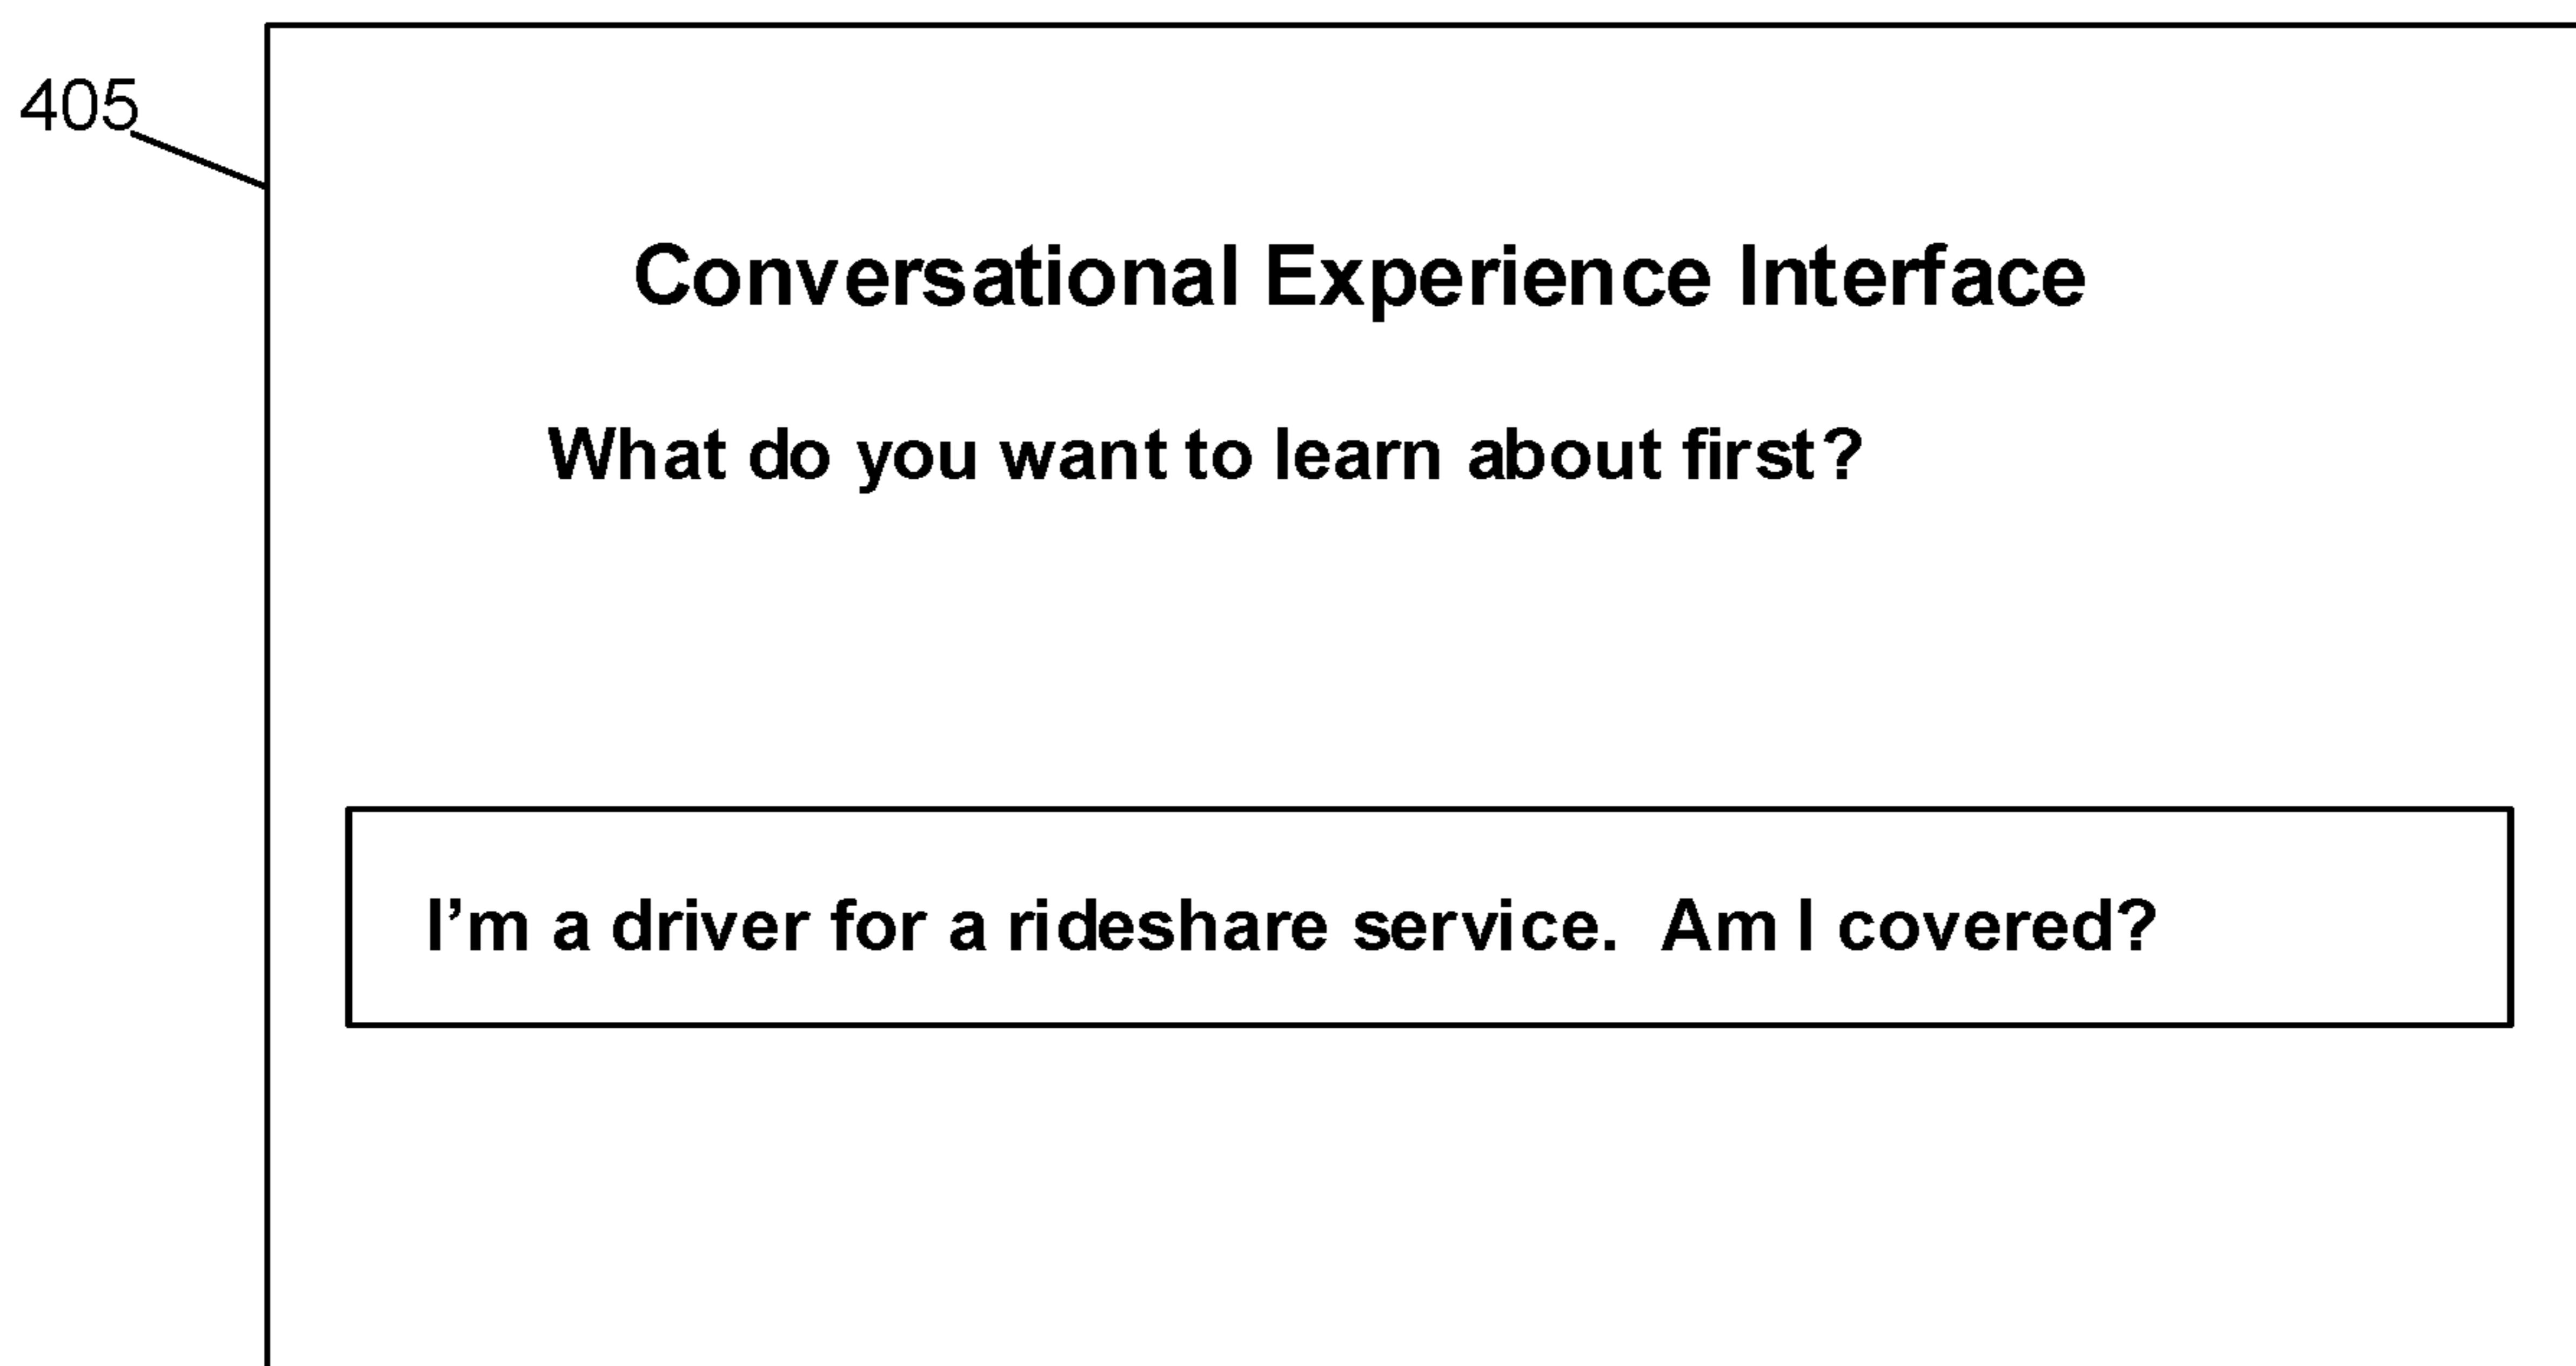 405
Conversational Experience Interface
What do you want to learn about first?
I’m a driver for a rideshare service.  Am I covered?